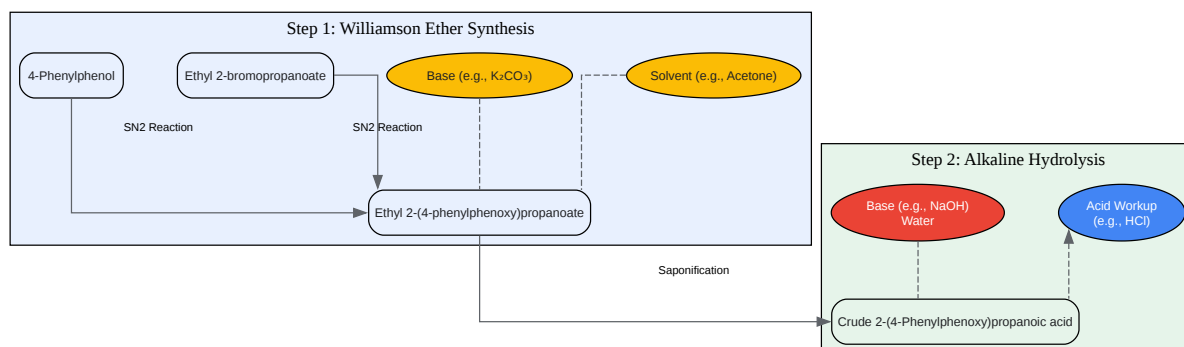 Step 1: Williamson Ether Synthesis
4-Phenylphenol
Ethyl 2-bromopropanoate
Base (e.g., K₂CO₃)
Solvent (e.g., Acetone)
SN2 Reaction
SN2 Reaction
Ethyl 2-(4-phenylphenoxy)propanoate
Saponification
Step 2: Alkaline Hydrolysis
Base (e.g., NaOH)
Water
Acid Workup
(e.g., HCl)
Crude 2-(4-Phenylphenoxy)propanoic acid